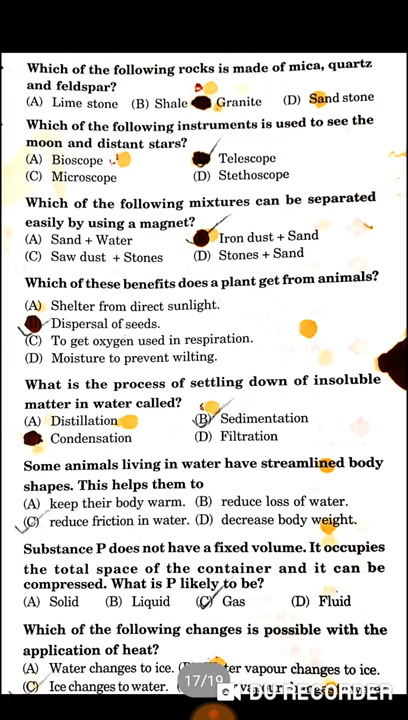 Which of the following rocks is made of mica, quartz
and feldspar?
(A) Lime stone (B) Shale Granite (D) Sand stone
Which of the following instruments is used to see the
moon and distant stars?
(A) Bioscope Telescope
(C) Microscope (D) Stethoscope
Which of the following mixtures can be separated
easily by using a magnet?
(A) Sand + Water Iron dust + Sand
(C) Saw dust + Stones (D) Stones + Sand
Which of these benefits does a plant get from animals?
(A) Shelter from direct sunlight.
Dispersal of seeds.
(C) To get oxygen used in respiration.
(D) Moisture to prevent wilting.
What is the process of settling down of insoluble
matter in water called?
(A) Distillation (B) Sedimentation
Condensation (D) Filtration
Some animals living in water have streamlined body
shapes. This helps them to
(A) keep their body warm. (B) reduce loss of water.
(C) reduce friction in water. (D) decrease body weight.
Substance P does not have a fixed volume. It occupies
the total space of the container and it can be
compressed. What is P likely to be?
(A) Solid (B) Liquid (C) Gas (D) Fluid
Which of the following changes is possible with the
application of heat?
(A) Water changes to ice. vapour changes to ice.
17/19
(C) Ice changes to water.
DU RECORDER